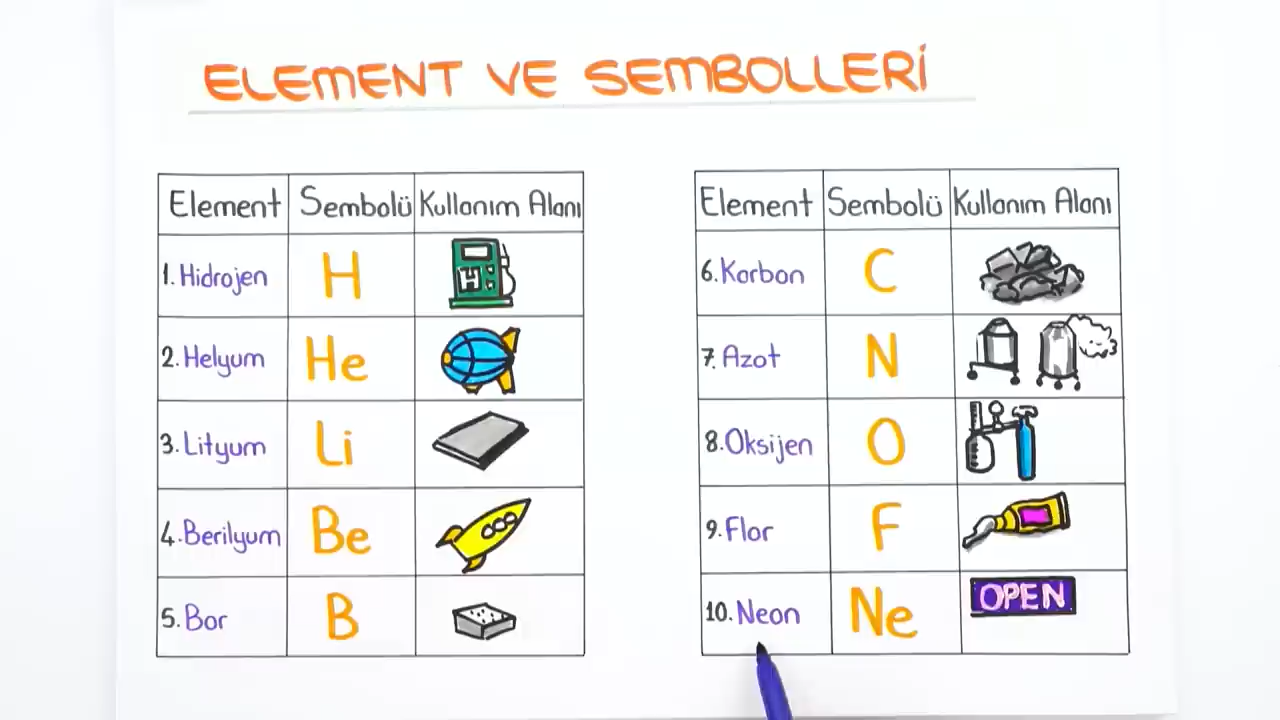 ELEMENT VE SEMBOLLERİ
Element Sembolü Kullanım Alanı
1. Hidrojen H H
2. Helyum He
3. Lityum Li
4. Berilyum Be
5. Bor B
Element Sembolü Kullanım Alanı
6. Karbon C
7. Azot N
8. Oksijen O
9. Flor F
10. Neon Ne OPEN